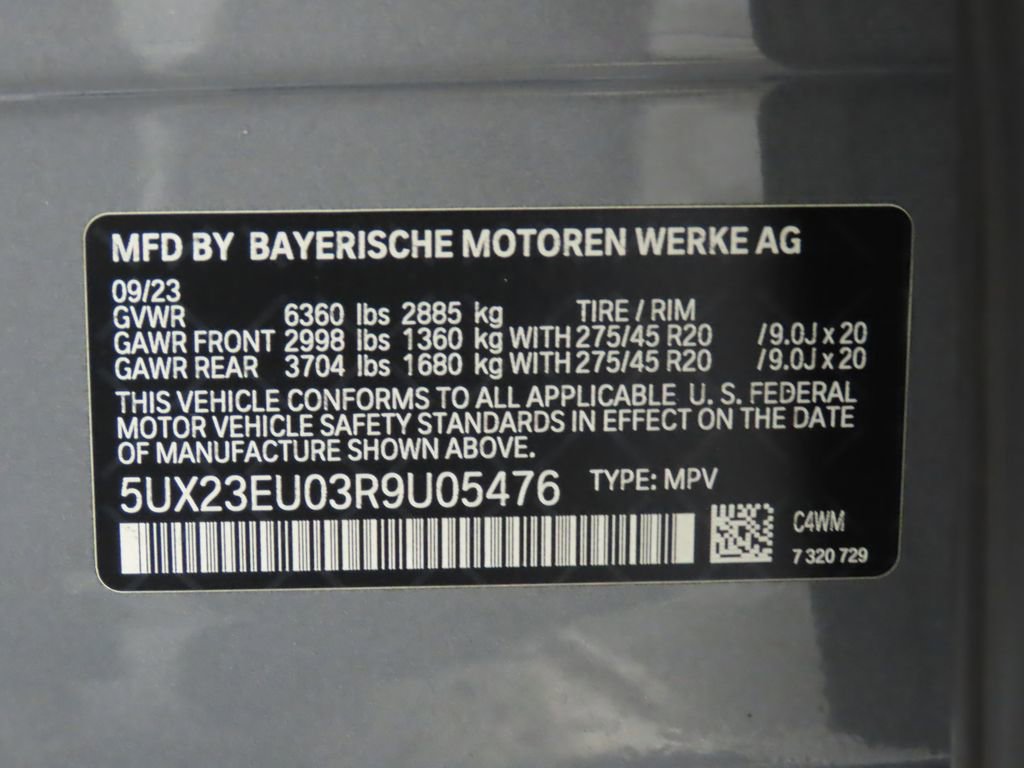 MFD BY BAYERISCHE MOTOREN WERKE AG
09/23
GVWR 6360 lbs 2885 kg TIRE / RIM
GAWR FRONT 2998 lbs 1360 kg WITH 275/45 R20 /9.0J x 20
GAWR REAR 3704 lbs 1680 kg WITH 275/45 R20 /9.0J x 20
THIS VEHICLE CONFORMS TO ALL APPLICABLE U. S. FEDERAL
MOTOR VEHICLE SAFETY STANDARDS IN EFFECT ON THE DATE
OF MANUFACTURE SHOWN ABOVE.
5UX23EU03R9U05476 TYPE: MPV
C4WM
7 320 729